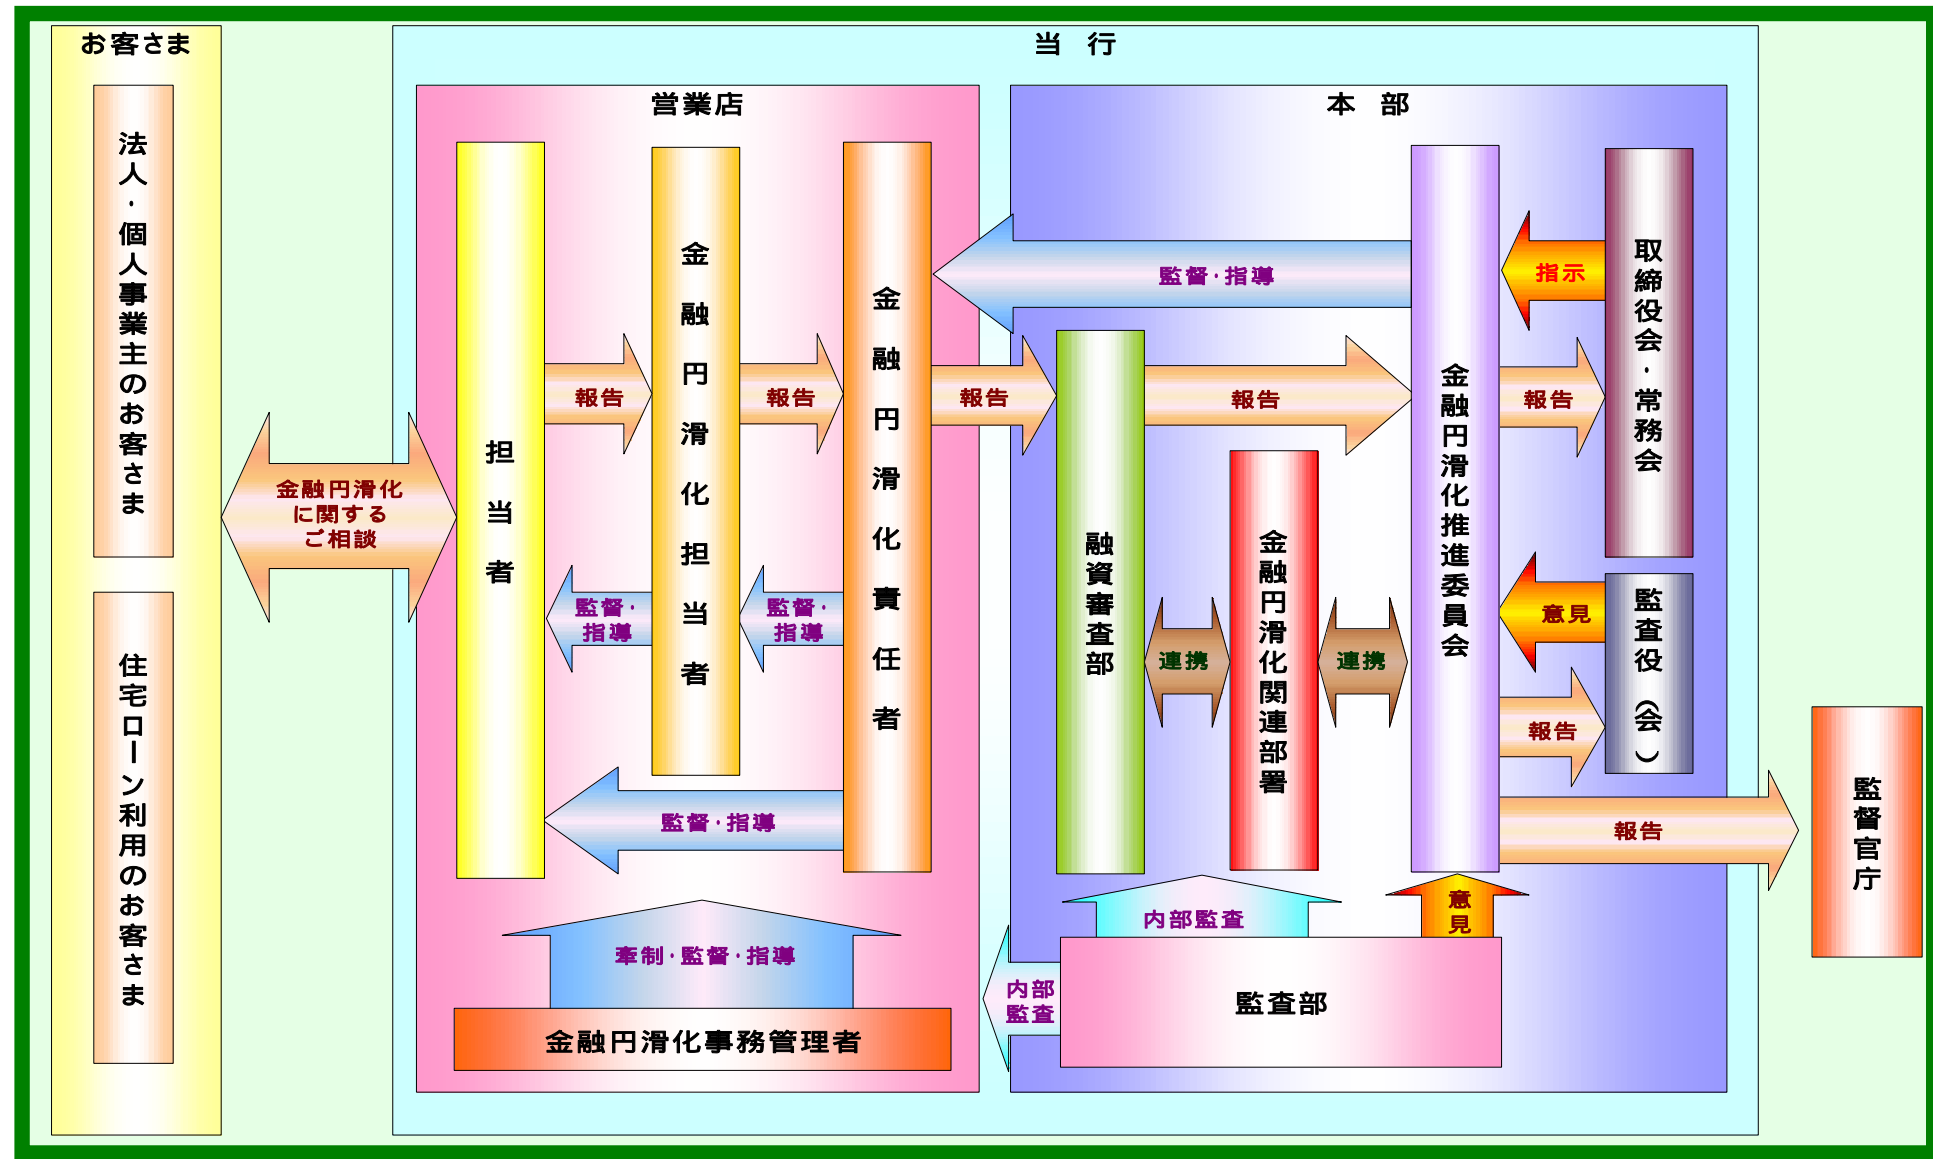 お客さま
法人・個人事業主のお客さま
住宅ローン利用のお客さま
金融円滑化
に関する
ご相談
当 行
営業店
担当者
報告
監督・
指導
金融円滑化担当者
報告
監督・
指導
金融円滑化責任者
監督・指導
報告
牽制・監督・指導
金融円滑化事務管理者
本 部
監督・指導
融資審査部
報告
連携
金融円滑化関連部署
連携
金融円滑化推進委員会
指示
報告
取締役会・常務会
意見
報告
監査役(会)
報告
内部監査
意見
内部
監査
監査部
監督官庁